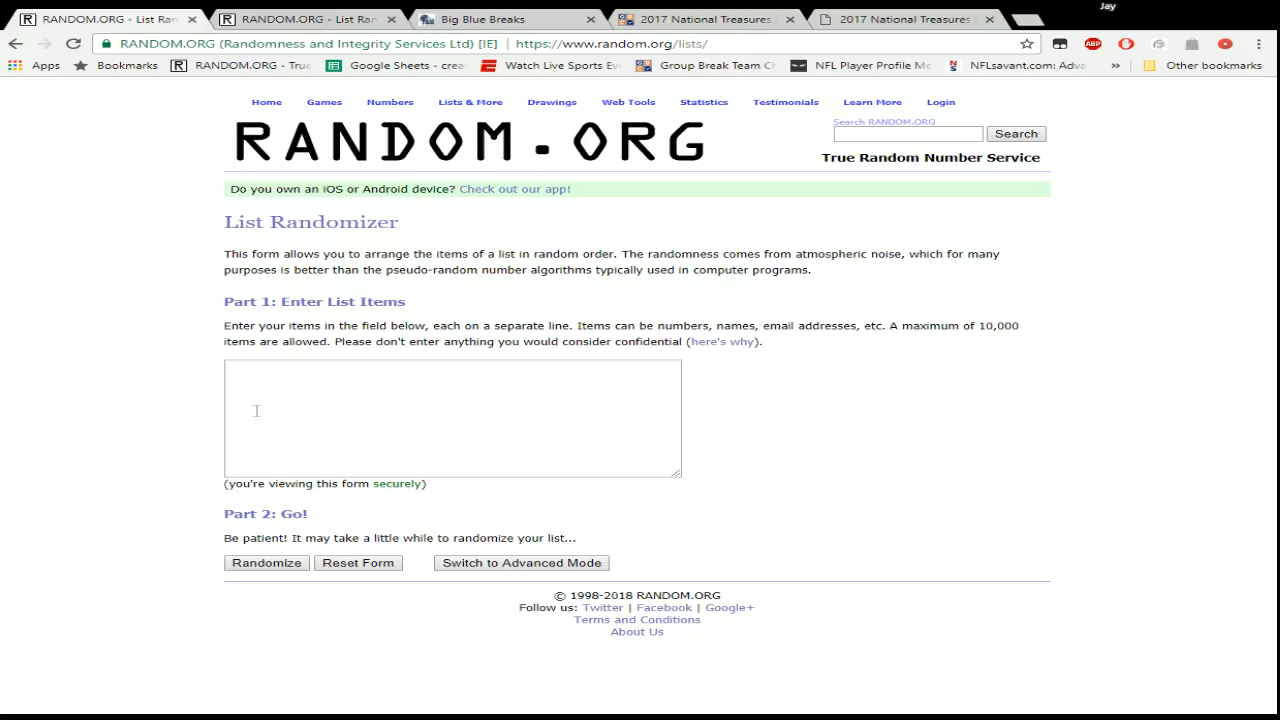 Jay
RANDOM.ORG - List Ran
RANDOM.ORG - List Ran
Big Blue Breaks
2017 National Treasures
2017 National Treasures
RANDOM.ORG (Randomness and Integrity Services Ltd) [IE]
https://www.random.org/lists/
ABP
Apps
Bookmarks
RANDOM.ORG - True
Google Sheets - crea
Watch Live Sports Ev
Group Break Team C
NFL Player Profile Me
NFLsavant.com: Adva
»
Other bookmarks
Home Games Numbers Lists & More Drawings Web Tools Statistics Testimonials Learn More Login
RANDOM.ORG
Search RANDOM.ORG
Search
True Random Number Service
Do you own an iOS or Android device? Check out our app!
List Randomizer
This form allows you to arrange the items of a list in random order. The randomness comes from atmospheric noise, which for many
purposes is better than the pseudo-random number algorithms typically used in computer programs.
Part 1: Enter List Items
Enter your items in the field below, each on a separate line. Items can be numbers, names, email addresses, etc. A maximum of 10,000
items are allowed. Please don't enter anything you would consider confidential (here's why).
(you're viewing this form securely)
Part 2: Go!
Be patient! It may take a little while to randomize your list...
Randomize Reset Form Switch to Advanced Mode
© 1998-2018 RANDOM.ORG
Follow us: Twitter | Facebook | Google+
Terms and Conditions
About Us